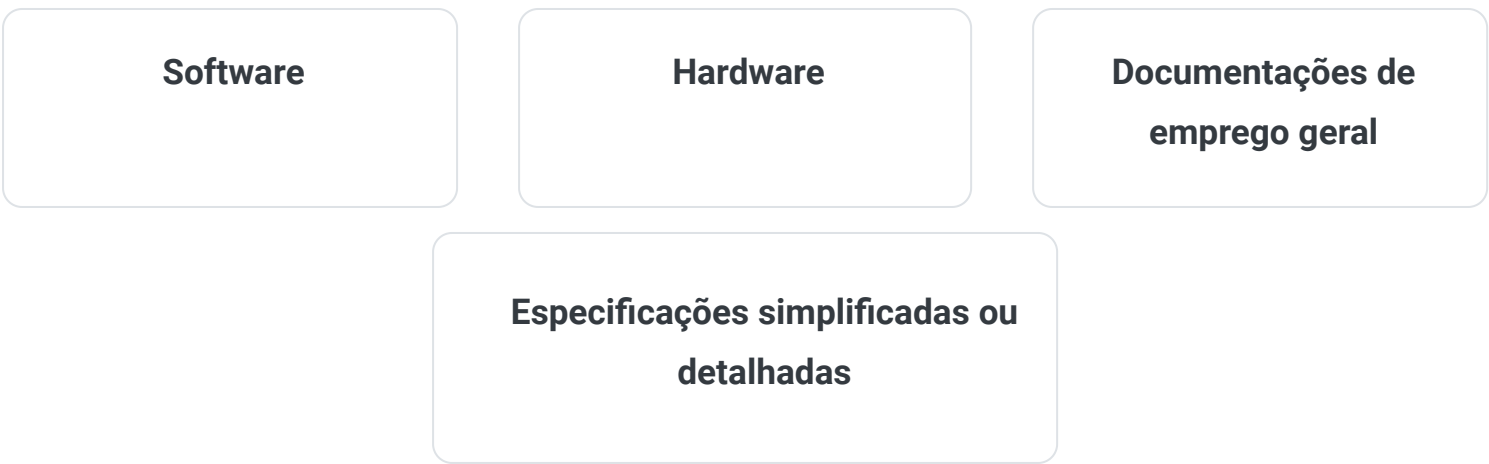 Software
Hardware
Documentações de
emprego geral
Especificações simplificadas ou
detalhadas